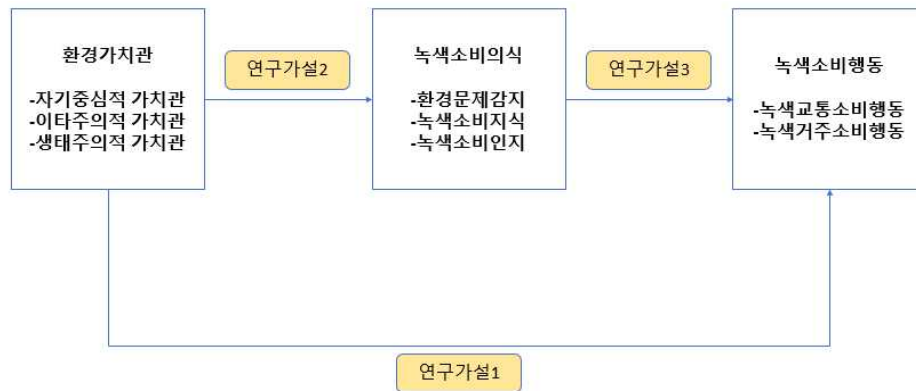 환경가치관
-자기중심적 가치관
-이타주의적 가치관
-생태주의적 가치관
연구가설2
녹색소비의식
-환경문제감지
-녹색소비지식
-녹색소비인지
연구가설3
녹색소비행동
-녹색교통소비행동
-녹색거주소비행동
연구가설1